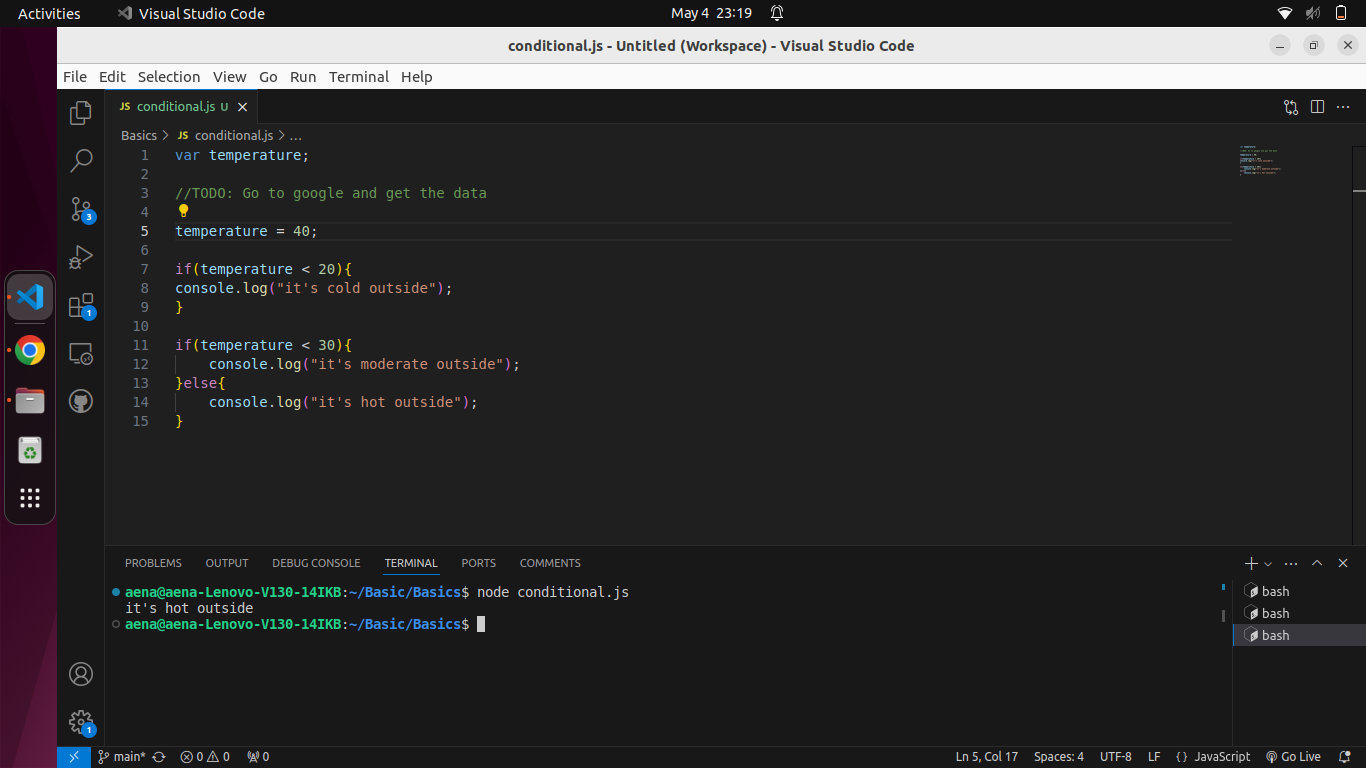 Activities Visual Studio Code May 4 23:19
conditional.js - Untitled (Workspace) - Visual Studio Code
File Edit Selection View Go Run Terminal Help
JS conditional.js U
Basics > JS conditional.js > ...
1 var temperature;
2
3 //TODO: Go to google and get the data
4
5 temperature = 40;
6
7 if(temperature < 20){
8 console.log("it's cold outside");
9 }
10
11 if(temperature < 30){
12     console.log("it's moderate outside");
13 }else{
14     console.log("it's hot outside");
15 }
3
1
PROBLEMS OUTPUT DEBUG CONSOLE TERMINAL PORTS COMMENTS
aena@aena-Lenovo-V130-14IKB:~/Basic/Basics$ node conditional.js
it's hot outside
aena@aena-Lenovo-V130-14IKB:~/Basic/Basics$
bash
bash
bash
1
main* 0 0 0 Ln 5, Col 17 Spaces: 4 UTF-8 LF {} JavaScript Go Live